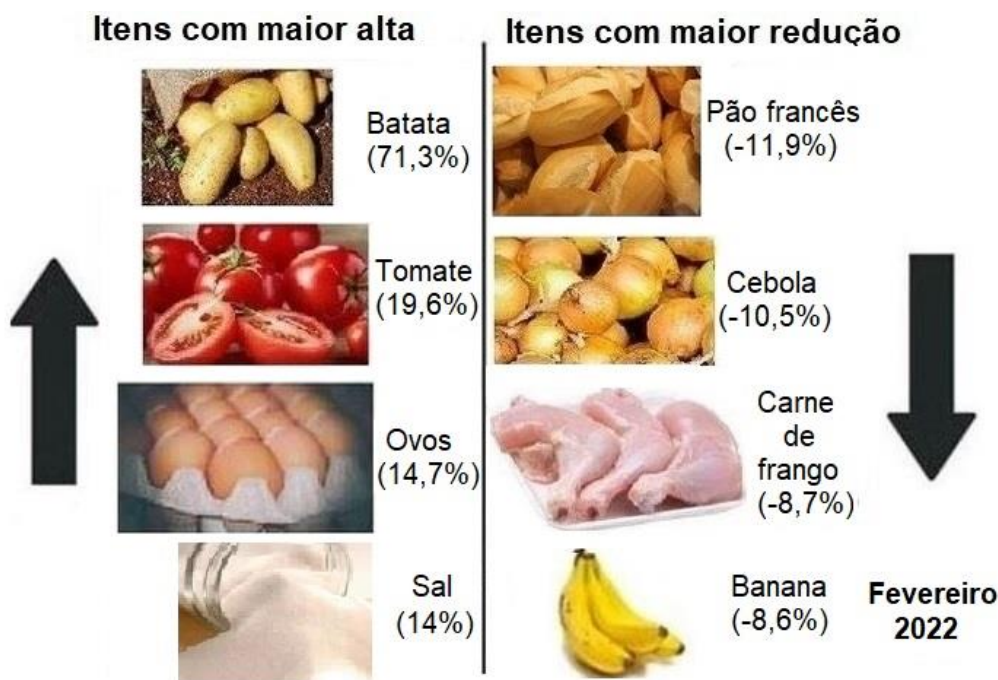 Itens com maior alta
Batata
(71,3%)
Tomate
(19,6%)
Ovos
(14,7%)
Sal
(14%)
Itens com maior redução
Pão francês
(-11,9%)
Cebola
(-10,5%)
Carne
de
frango
(-8,7%)
Banana
(-8,6%)
Fevereiro
2022